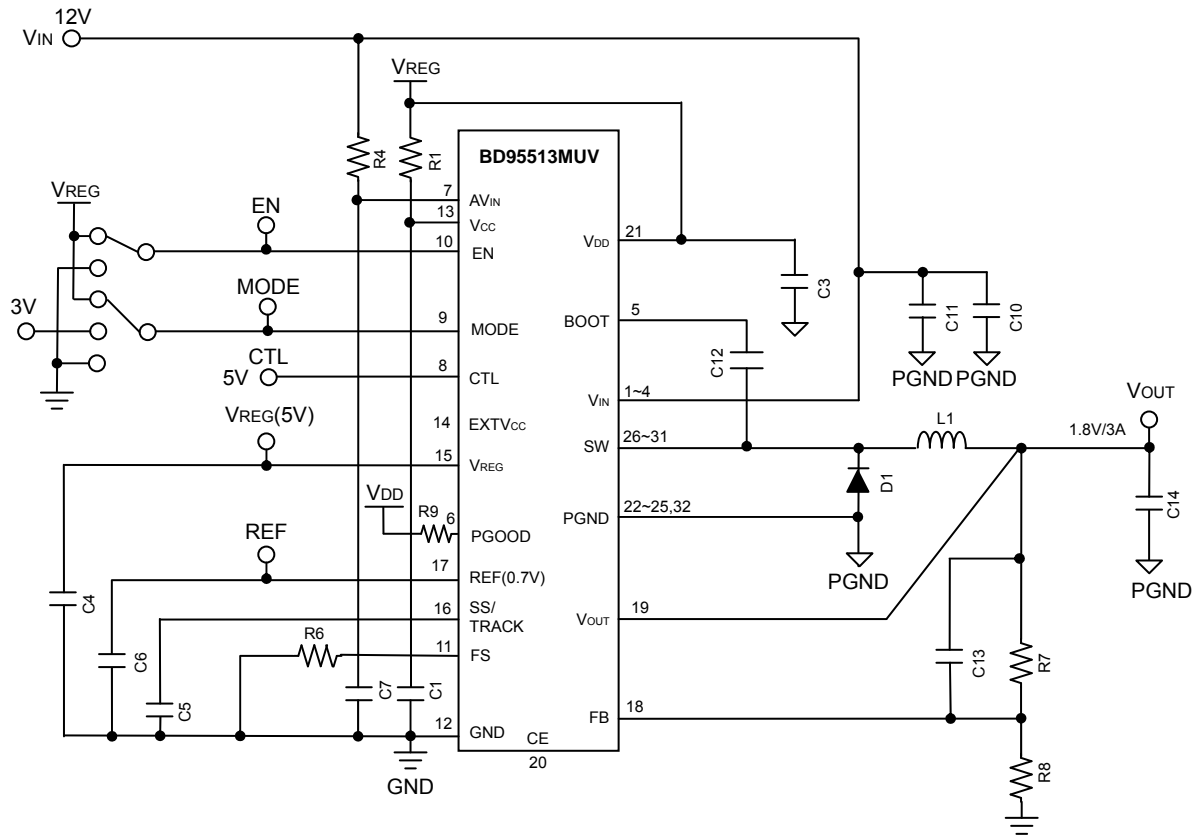 12V
VIN
VREG
R4
R1
BD95513MUV
VREG
EN
7
AVIN
13
VCC
10
EN
VDD
21
C3
C11
C10
3V
MODE
9
MODE
BOOT
5
C12
PGND
PGND
CTL
5V
8
CTL
VIN
1~4
VOUT
VREG(5V)
14
EXTVCC
SW
26~31
L1
1.8V/3A
15
VREG
D1
C14
VDD
R9
6
PGOOD
PGND
22~25,32
PGND
PGND
REF
17
REF(0.7V)
C4
16
SS/
TRACK
VOUT
19
R6
11
FS
C6
C5
C7
C1
C13
R7
FB
18
12
GND
CE
20
GND
R8